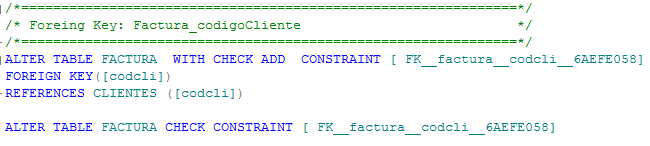 /*==============================================================*/
/* Foreing Key: Factura_codigoCliente */
/*==============================================================*/
ALTER TABLE FACTURA WITH CHECK ADD CONSTRAINT [ FK__factura__codcli__6AEFE058]
FOREIGN KEY([codcli])
REFERENCES CLIENTES ([codcli])
ALTER TABLE FACTURA CHECK CONSTRAINT [ FK__factura__codcli__6AEFE058]